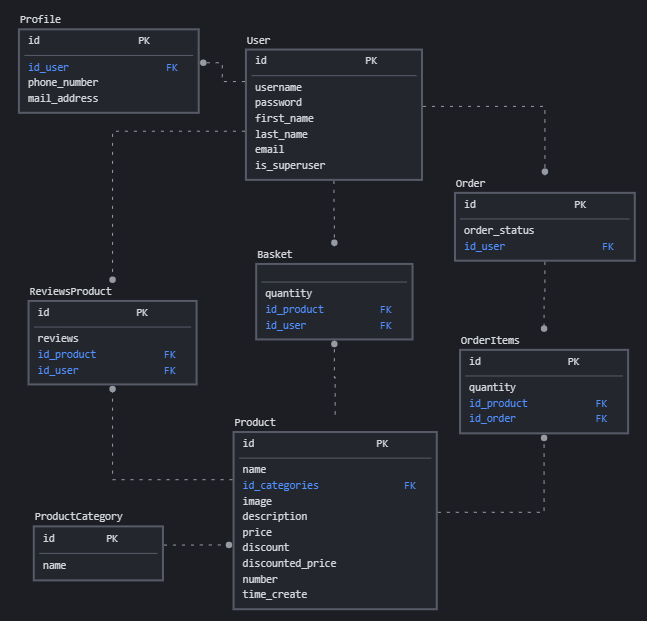 Profile
id PK
id_user FK
phone_number
mail_address
User
id PK
username
password
first_name
last_name
email
is_superuser
Order
id PK
order_status
id_user FK
Basket
quantity
id_product FK
id_user FK
ReviewsProduct
id PK
reviews
id_product FK
id_user FK
OrderItems
id PK
quantity
id_product FK
id_order FK
Product
id PK
name
id_categories FK
image
description
price
discount
discounted_price
number
time_create
ProductCategory
id PK
name